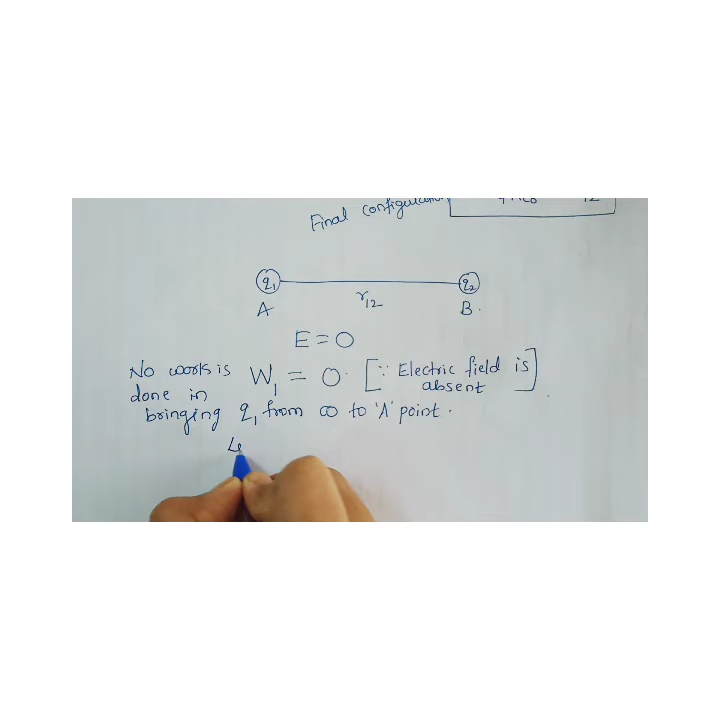 Final configuration
q1 q2
r12
A B.
E = 0
No work is W1 = 0. [∵ Electric field is absent]
done in
bringing q1 from ∞ to 'A' point.